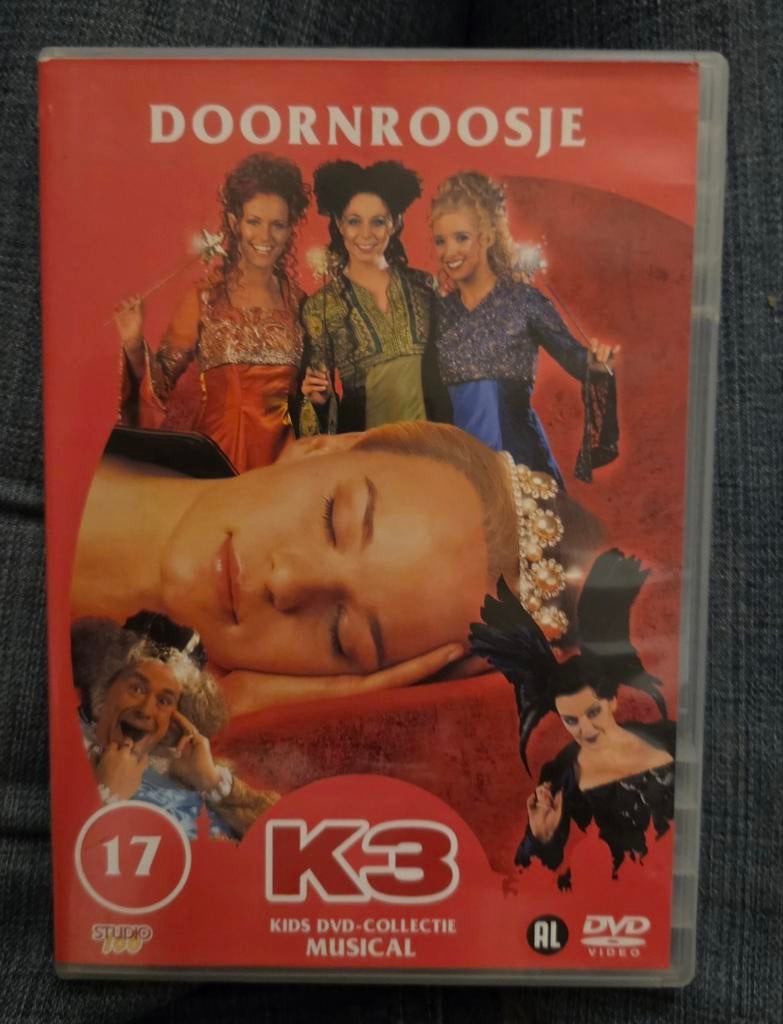 DOORNROOSJE
17
K3
STUDIO
100
KIDS DVD-COLLECTIE
MUSICAL
AL
DVD
VIDEO